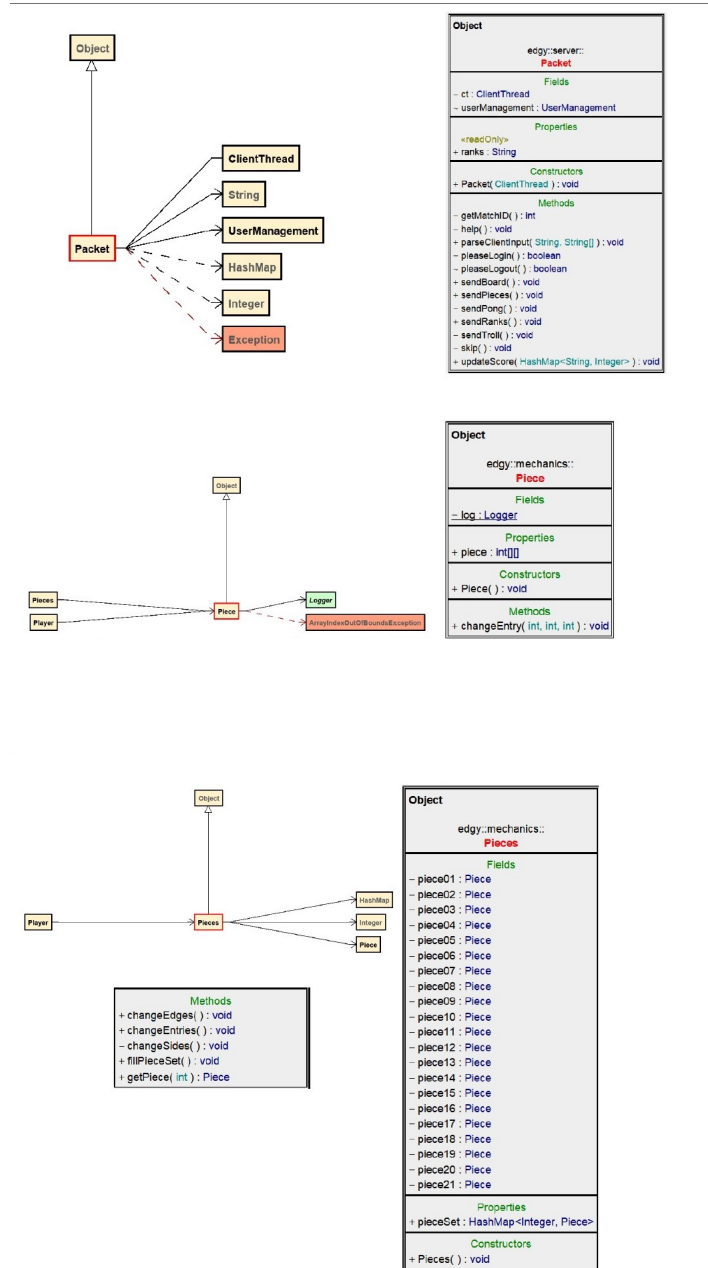 Object
ClientThread
String
UserManagement
Packet
HashMap
Integer
Exception
Object
edgy::server::
Packet
Fields
– ct : ClientThread
~ userManagement : UserManagement
Properties
«readOnly»
+ ranks : String
Constructors
+ Packet( ClientThread ) : void
Methods
– getMatchID( ) : int
– help( ) : void
+ parseClientInput( String, String[] ) : void
– pleaseLogin( ) : boolean
~ pleaseLogout( ) : boolean
+ sendBoard( ) : void
+ sendPieces( ) : void
– sendPong( ) : void
+ sendRanks( ) : void
– sendTroll( ) : void
– skip( ) : void
+ updateScore( HashMap<String, Integer> ) : void
Object
Pieces
Player
Piece
Logger
ArrayIndexOutOfBoundsException
Object
edgy::mechanics::
Piece
Fields
– log : Logger
Properties
+ piece : int[][]
Constructors
+ Piece( ) : void
Methods
+ changeEntry( int, int, int ) : void
Object
Player
Pieces
HashMap
Integer
Piece
Methods
+ changeEdges( ) : void
+ changeEntries( ) : void
– changeSides( ) : void
+ fillPieceSet( ) : void
+ getPiece( int ) : Piece
Object
edgy::mechanics::
Pieces
Fields
– piece01 : Piece
– piece02 : Piece
– piece03 : Piece
– piece04 : Piece
– piece05 : Piece
– piece06 : Piece
– piece07 : Piece
– piece08 : Piece
– piece09 : Piece
– piece10 : Piece
– piece11 : Piece
– piece12 : Piece
– piece13 : Piece
– piece14 : Piece
– piece15 : Piece
– piece16 : Piece
– piece17 : Piece
– piece18 : Piece
– piece19 : Piece
– piece20 : Piece
– piece21 : Piece
Properties
+ pieceSet : HashMap<Integer, Piece>
Constructors
+ Pieces( ) : void